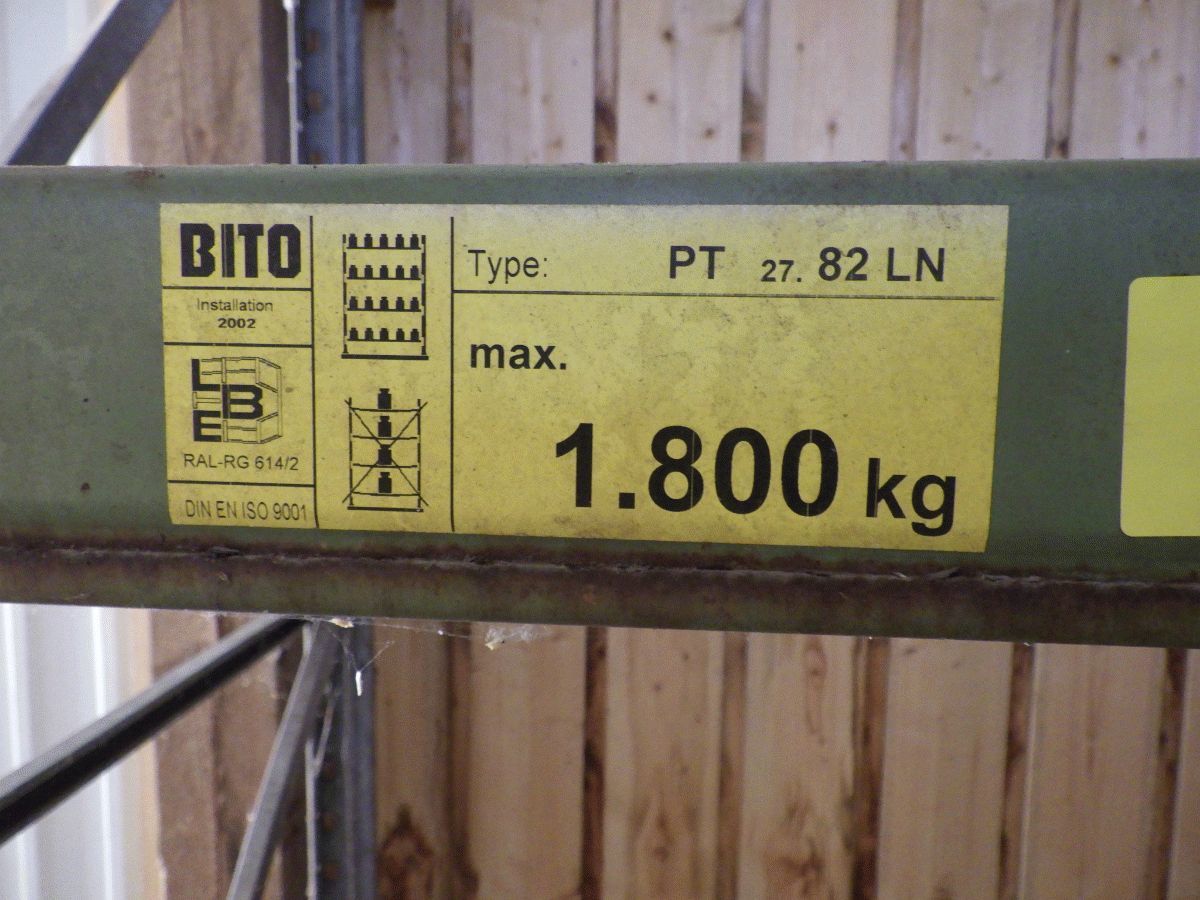 BITO
Installation
2002
LBE
RAL-RG 614/2
DIN EN ISO 9001
Type: PT 27. 82 LN
max.
1.800 kg